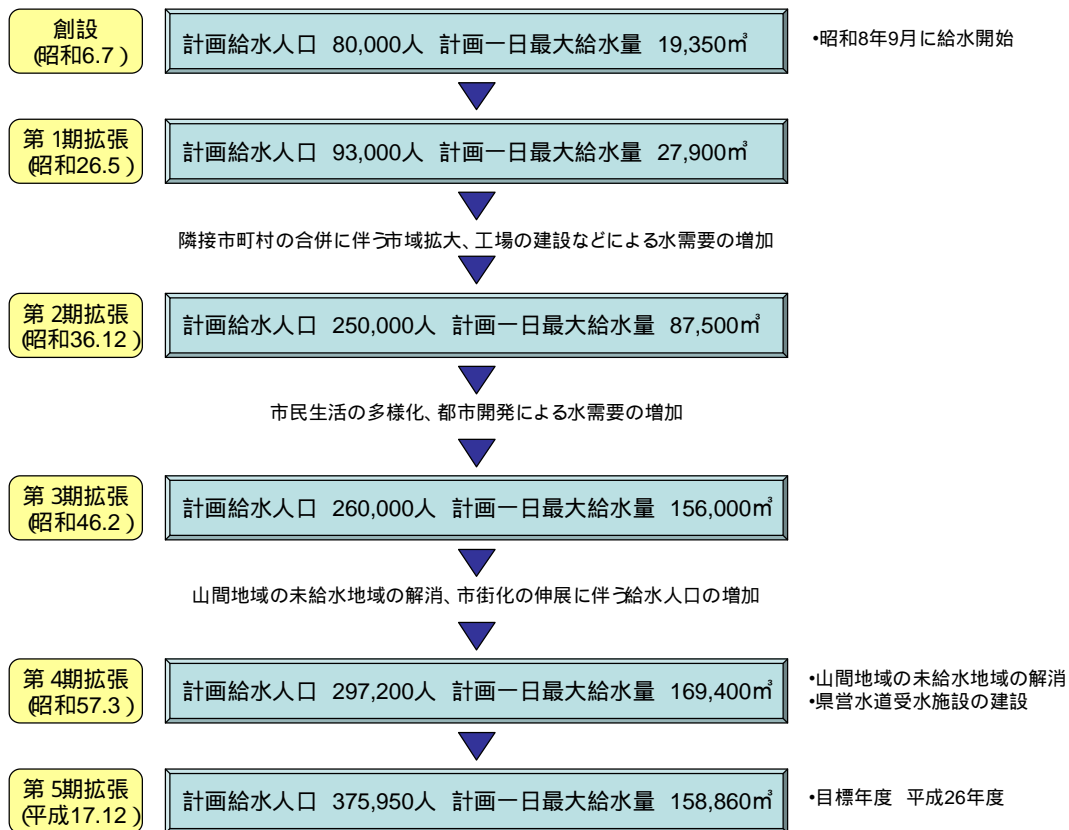 創設
(昭和6.7)
計画給水人口 80,000人 計画一日最大給水量 19,350㎥
•昭和8年9月に給水開始
第1期拡張
(昭和26.5)
計画給水人口 93,000人 計画一日最大給水量 27,900㎥
隣接市町村の合併に伴う市域拡大、工場の建設などによる水需要の増加
第2期拡張
(昭和36.12)
計画給水人口 250,000人 計画一日最大給水量 87,500㎥
市民生活の多様化、都市開発による水需要の増加
第3期拡張
(昭和46.2)
計画給水人口 260,000人 計画一日最大給水量 156,000㎥
山間地域の未給水地域の解消、市街化の伸展に伴う給水人口の増加
第4期拡張
(昭和57.3)
計画給水人口 297,200人 計画一日最大給水量 169,400㎥
•山間地域の未給水地域の解消
•県営水道受水施設の建設
第5期拡張
(平成17.12)
計画給水人口 375,950人 計画一日最大給水量 158,860㎥
•目標年度 平成26年度